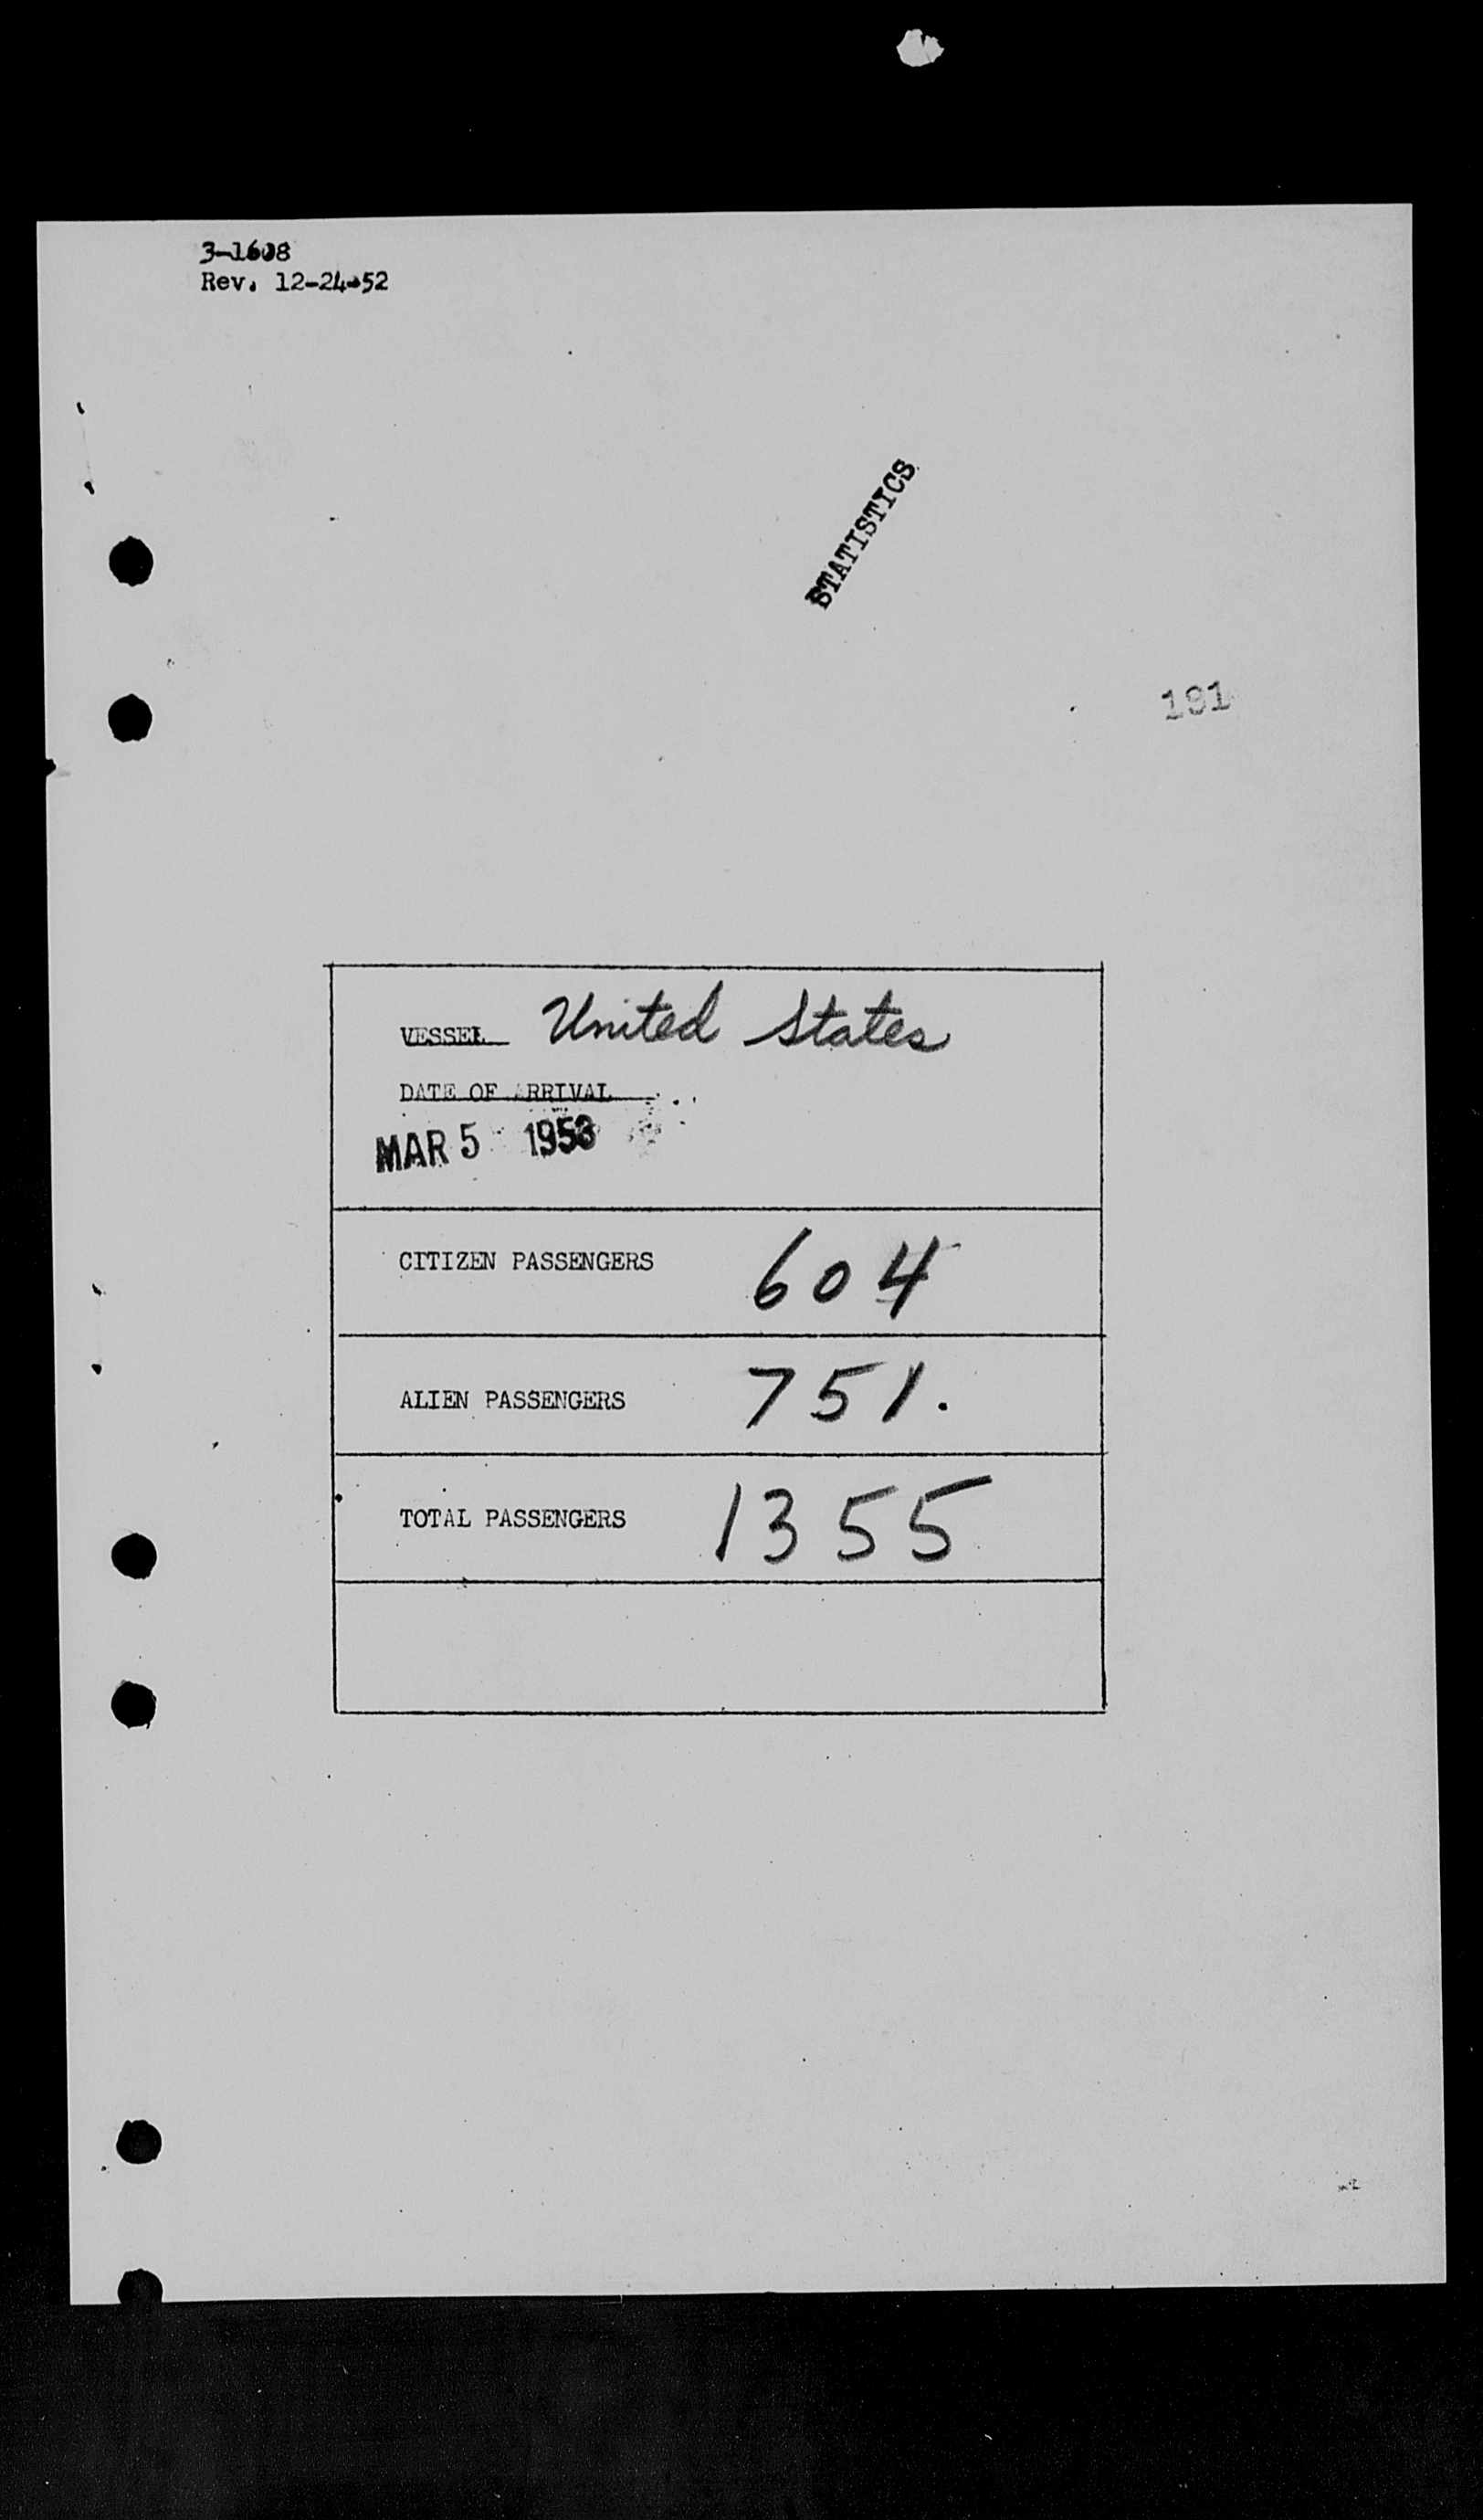 3-1608
Rev. 12-24-52
STATISTICS
191
VESSEL United States
DATE OF ARRIVAL
MAR 5 1953
CITIZEN PASSENGERS 604
ALIEN PASSENGERS 751.
TOTAL PASSENGERS 1355